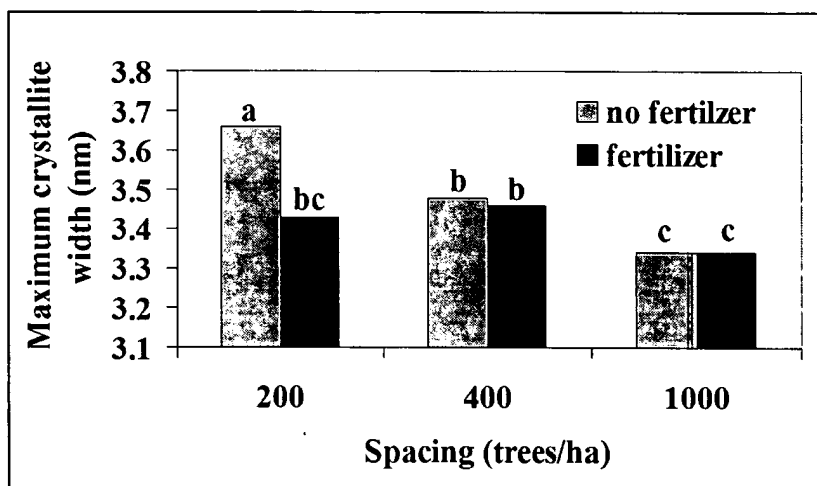 Maximum crystallite
width (nm)
3.8
3.7
3.6
3.5
3.4
3.3
3.2
3.1
a
bc
b
b
c
c
no fertilzer
fertilizer
200
400
1000
Spacing (trees/ha)